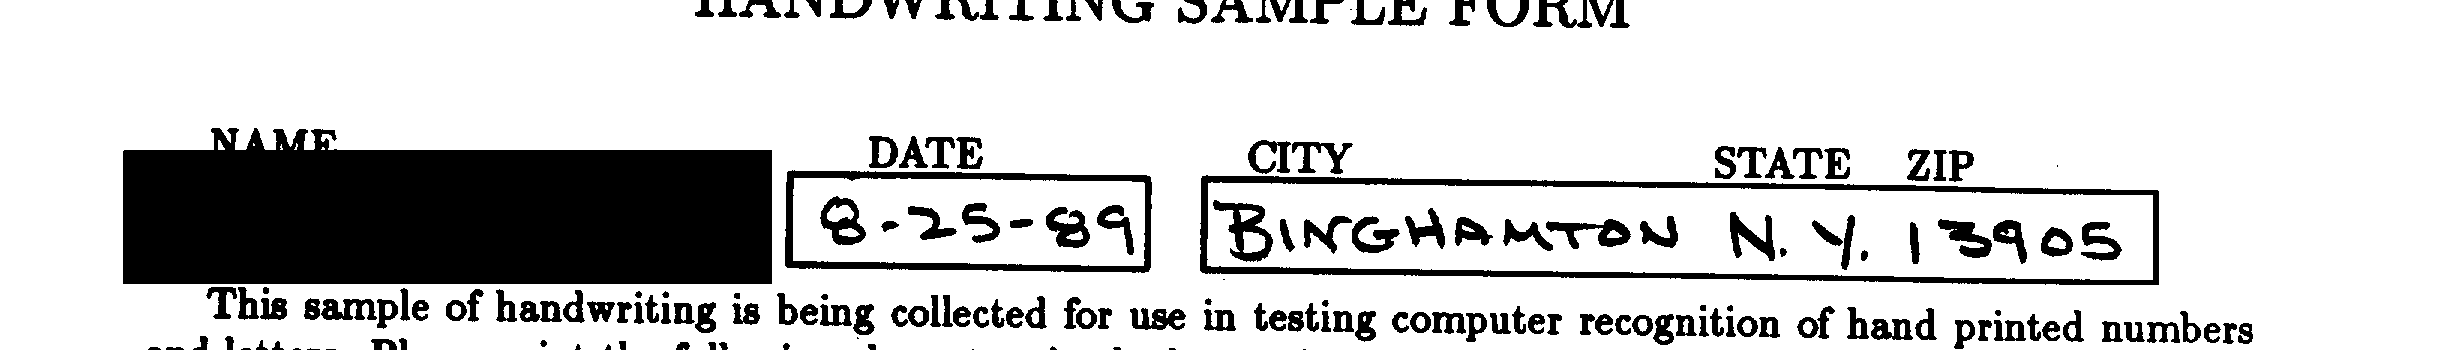 HANDWRITING SAMPLE FORM
NAME DATE CITY STATE ZIP
8-25-89 BINGHAMTON N.Y. 13905
This sample of handwriting is being collected for use in testing computer recognition of hand printed numbers